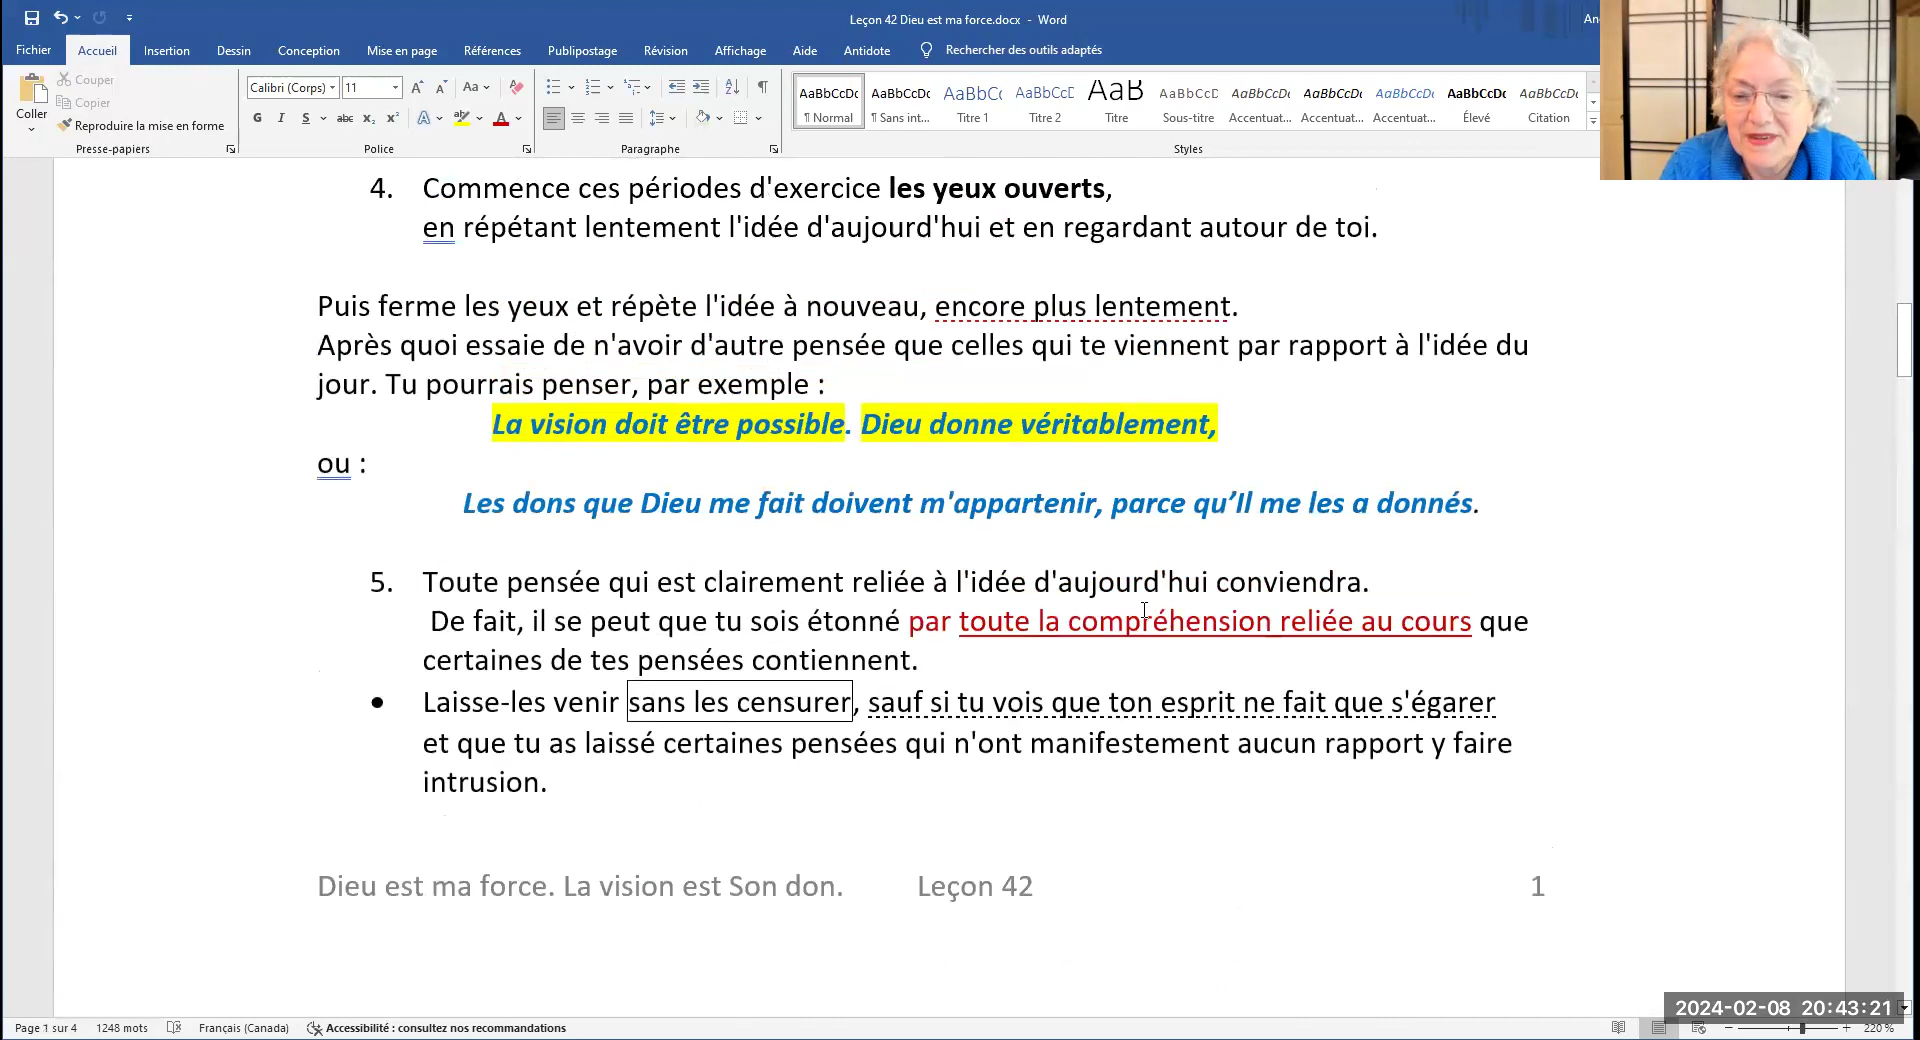 Leçon 42 Dieu est ma force.docx - Word
Fichier Accueil Insertion Dessin Conception Mise en page Références Publipostage Révision Affichage Aide Antidote Rechercher des outils adaptés
Coller
Couper
Copier
Reproduire la mise en forme
Presse-papiers
Calibri (Corps) 11
Police
Paragraphe
AaBbCcDc AaBbCcDc AaBbCc AaBbCcD AaB AaBbCcD AaBbCcDc AaBbCcDc AaBbCcDc AaBbCcDc AaBbCcDc
¶ Normal ¶ Sans int... Titre 1 Titre 2 Titre Sous-titre Accentuat... Accentuat... Accentuat... Élevé Citation
Styles
4. Commence ces périodes d'exercice les yeux ouverts,
en répétant lentement l'idée d'aujourd'hui et en regardant autour de toi.
Puis ferme les yeux et répète l'idée à nouveau, encore plus lentement.
Après quoi essaie de n'avoir d'autre pensée que celles qui te viennent par rapport à l'idée du
jour. Tu pourrais penser, par exemple :
La vision doit être possible. Dieu donne véritablement,
ou :
Les dons que Dieu me fait doivent m'appartenir, parce qu’Il me les a donnés.
5. Toute pensée qui est clairement reliée à l'idée d'aujourd'hui conviendra.
De fait, il se peut que tu sois étonné par toute la compréhension reliée au cours que
certaines de tes pensées contiennent.
• Laisse-les venir sans les censurer, sauf si tu vois que ton esprit ne fait que s'égarer
et que tu as laissé certaines pensées qui n'ont manifestement aucun rapport y faire
intrusion.
Dieu est ma force. La vision est Son don. Leçon 42 1
2024-02-08 20:43:21
Page 1 sur 4 1248 mots Français (Canada) Accessibilité : consultez nos recommandations 220 %